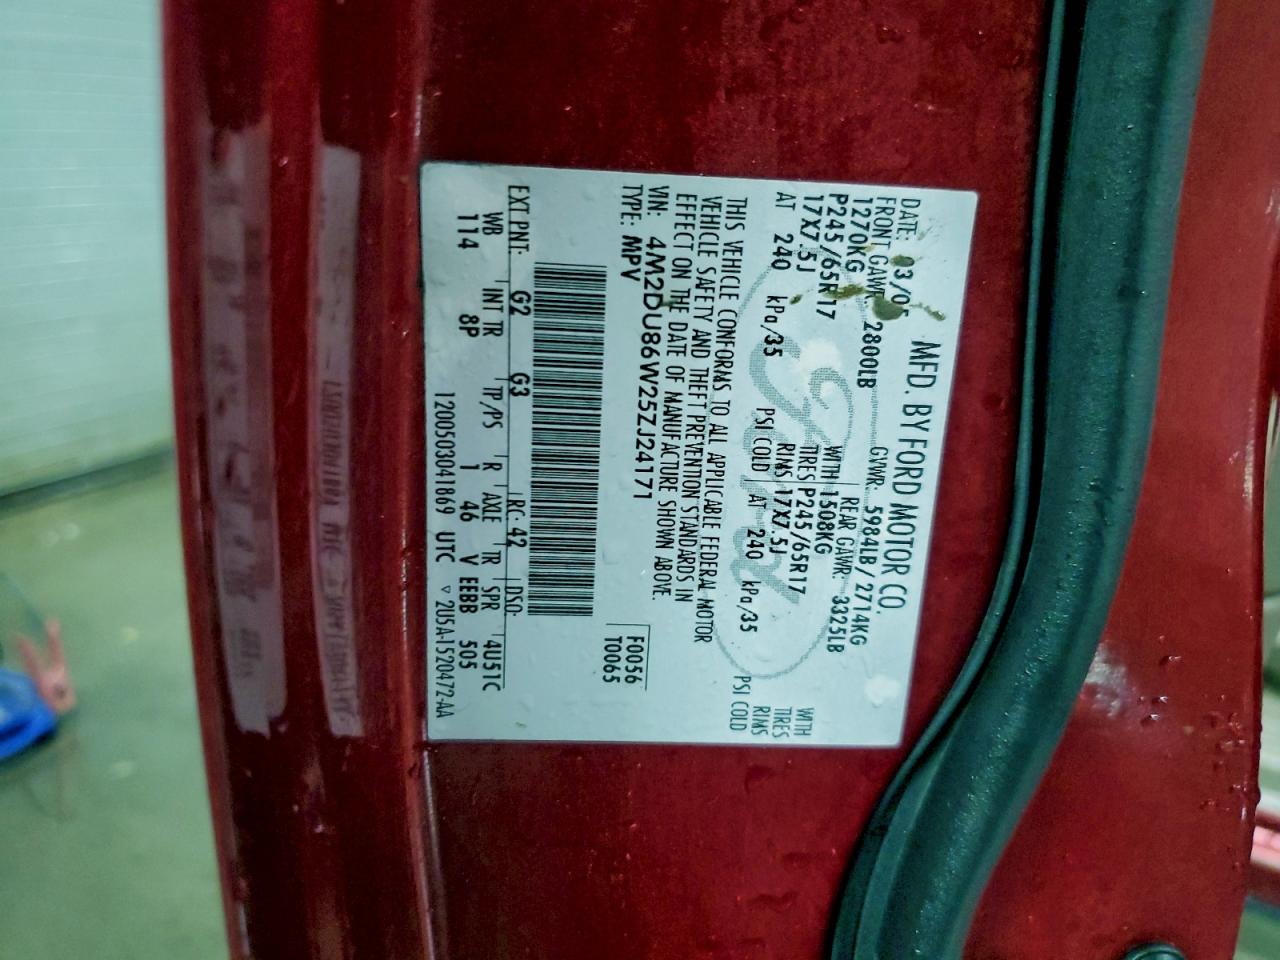 MFD. BY FORD MOTOR CO.
DATE: 03/05 GVWR: 5984LB/2714KG
FRONT GAWR: 2800LB REAR GAWR: 3325LB
1270KG WITH 1508KG WITH
P245/65R17 TIRES P245/65R17 TIRES
17X7.5J RIMS 17X7.5J RIMS
AT 240 kPa/35 PSI COLD AT 240 kPa/35 PSI COLD
THIS VEHICLE CONFORMS TO ALL APPLICABLE FEDERAL MOTOR
VEHICLE SAFETY AND THEFT PREVENTION STANDARDS IN
EFFECT ON THE DATE OF MANUFACTURE SHOWN ABOVE.
VIN: 4M2DU86W25ZJ24171
TYPE: MPV
F0056
T0065
EXT PNT: G2 G3 RC: 42 DSO:
WB INT TR TP/PS R AXLE TR SPR 4U51C
114 8P 1 46 V EEBB 505
1200503041869 UTC ▽ 2U5A-1520472-AA